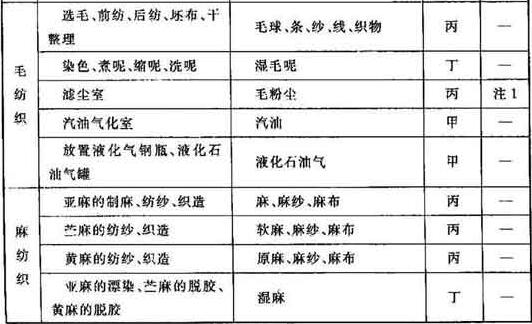 毛纺织
选毛、前纺、后纺、坯布、干整理 毛球、条、纱、线、织物 丙 —
染色、煮呢、缩呢、洗呢 湿毛呢 丁 —
滤尘室 毛粉尘 丙 注1
汽油气化室 汽油 甲 —
放置液化气钢瓶、液化石油气罐 液化石油气 甲 —
麻纺织
亚麻的制麻、纺纱、织造 麻、麻纱、麻布 丙 —
苎麻的纺纱、织造 软麻、麻纱、麻布 丙 —
黄麻的纺纱、织造 原麻、麻纱、麻布 丙 —
亚麻的漂染、苎麻的脱胶、黄麻的脱胶 湿麻 丁 —